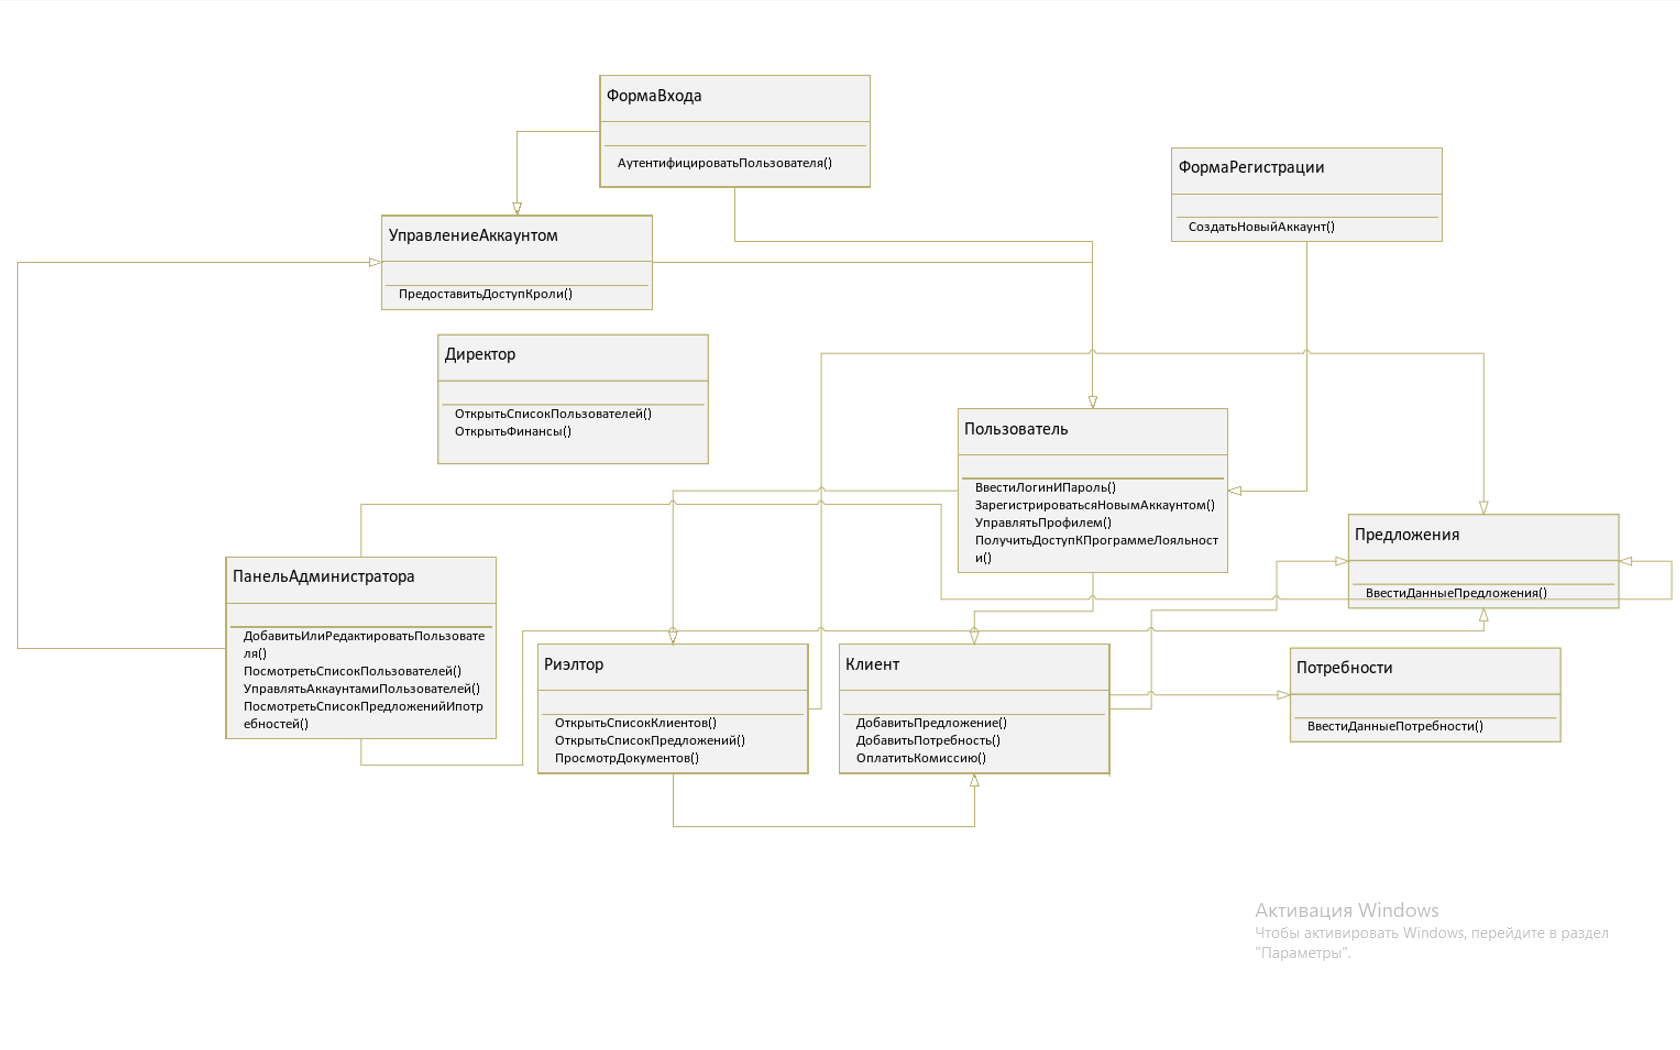 ФормаВхода
АутентифицироватьПользователя()
ФормаРегистрации
СоздатьНовыйАккаунт()
УправлениеАккаунтом
ПредоставитьДоступКроли()
Директор
ОткрытьСписокПользователей()
ОткрытьФинансы()
Пользователь
ВвестиЛогинИПароль()
ЗарегистрироватьсяНовымАккаунтом()
УправлятьПрофилем()
ПолучитьДоступКПрограммеЛояльност
и()
Предложения
ВвестиДанныеПредложения()
ПанельАдминистратора
ДобавитьИлиРедактироватьПользовате
ля()
ПосмотретьСписокПользователей()
УправлятьАккаунтамиПользователей()
ПосмотретьСписокПредложенийИпотр
ебностей()
Риэлтор
ОткрытьСписокКлиентов()
ОткрытьСписокПредложений()
ПросмотрДокументов()
Клиент
ДобавитьПредложение()
ДобавитьПотребность()
ОплатитьКомиссию()
Потребности
ВвестиДанныеПотребности()
Активация Windows
Чтобы активировать Windows, перейдите в раздел
"Параметры".